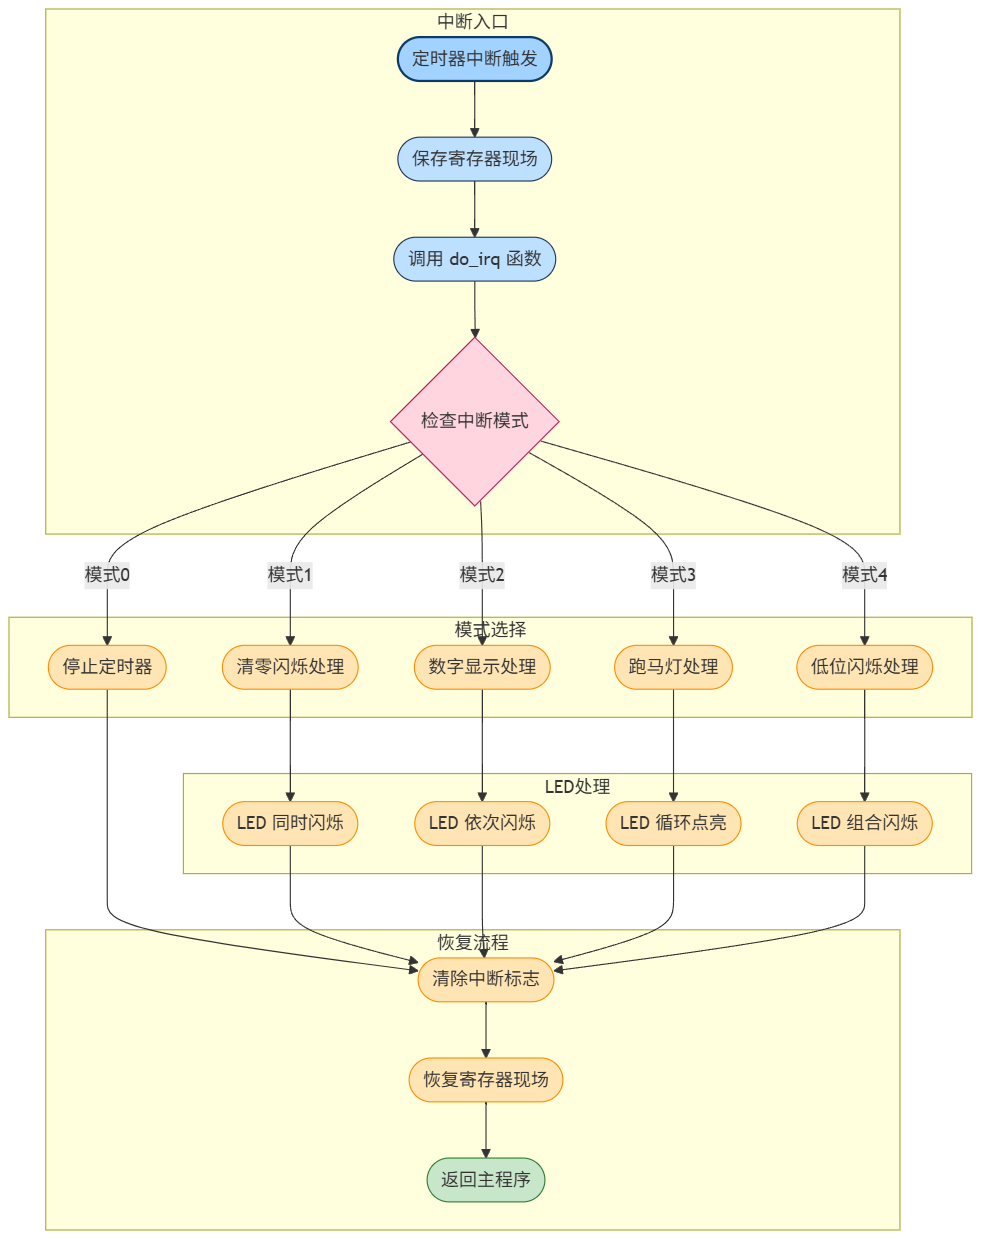 中断入口
定时器中断触发
保存寄存器现场
调用 do_irq 函数
检查中断模式
模式0
模式1
模式2
模式3
模式4
模式选择
停止定时器
清零闪烁处理
数字显示处理
跑马灯处理
低位闪烁处理
LED处理
LED 同时闪烁
LED 依次闪烁
LED 循环点亮
LED 组合闪烁
恢复流程
清除中断标志
恢复寄存器现场
返回主程序